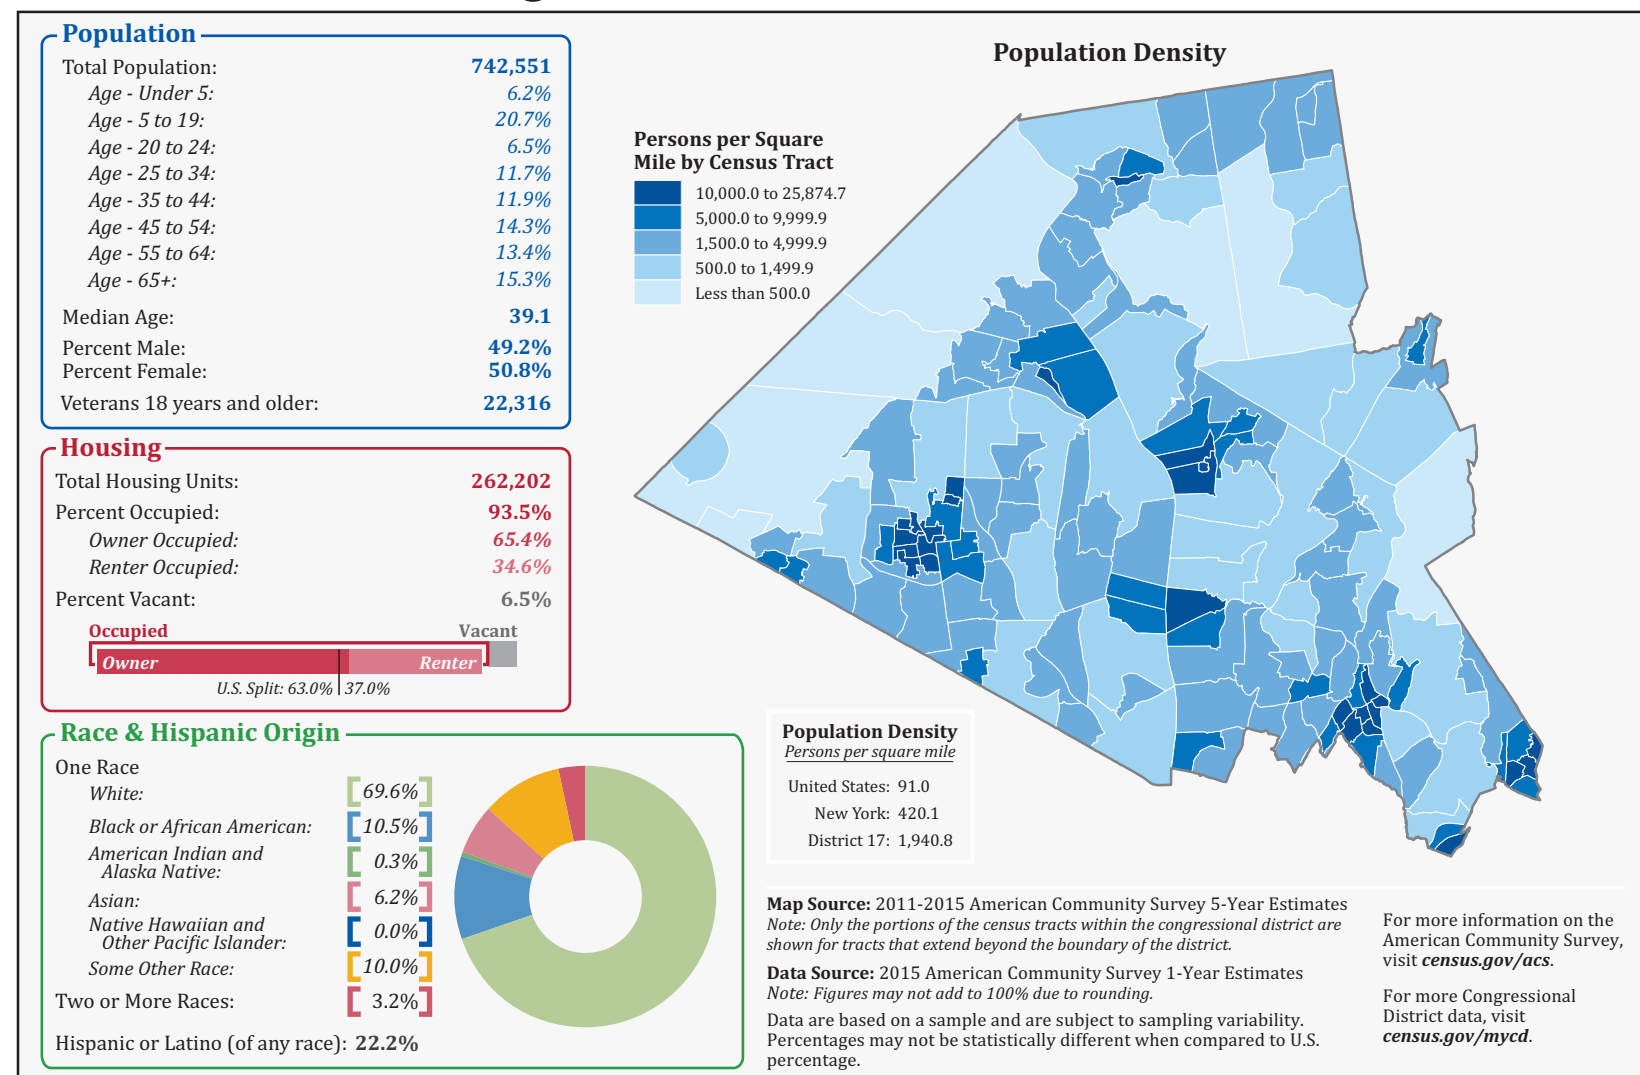 Population
Total Population: 742,551
Age - Under 5: 6.2%
Age - 5 to 19: 20.7%
Age - 20 to 24: 6.5%
Age - 25 to 34: 11.7%
Age - 35 to 44: 11.9%
Age - 45 to 54: 14.3%
Age - 55 to 64: 13.4%
Age - 65+: 15.3%
Median Age: 39.1
Percent Male: 49.2%
Percent Female: 50.8%
Veterans 18 years and older: 22,316
Housing
Total Housing Units: 262,202
Percent Occupied: 93.5%
Owner Occupied: 65.4%
Renter Occupied: 34.6%
Percent Vacant: 6.5%
Occupied Vacant
Owner Renter
U.S. Split: 63.0% 37.0%
Race & Hispanic Origin
One Race
White: 69.6%
Black or African American: 10.5%
American Indian and
Alaska Native: 0.3%
Asian: 6.2%
Native Hawaiian and
Other Pacific Islander: 0.0%
Some Other Race: 10.0%
Two or More Races: 3.2%
Hispanic or Latino (of any race): 22.2%
Population Density
Persons per Square
Mile by Census Tract
10,000.0 to 25,874.7
5,000.0 to 9,999.9
1,500.0 to 4,999.9
500.0 to 1,499.9
Less than 500.0
Population Density
Persons per square mile
United States: 91.0
New York: 420.1
District 17: 1,940.8
Map Source: 2011-2015 American Community Survey 5-Year Estimates
Note: Only the portions of the census tracts within the congressional district are
shown for tracts that extend beyond the boundary of the district.
Data Source: 2015 American Community Survey 1-Year Estimates
Note: Figures may not add to 100% due to rounding.
Data are based on a sample and are subject to sampling variability.
Percentages may not be statistically different when compared to U.S.
percentage.
For more information on the
American Community Survey,
visit census.gov/acs.
For more Congressional
District data, visit
census.gov/mycd.